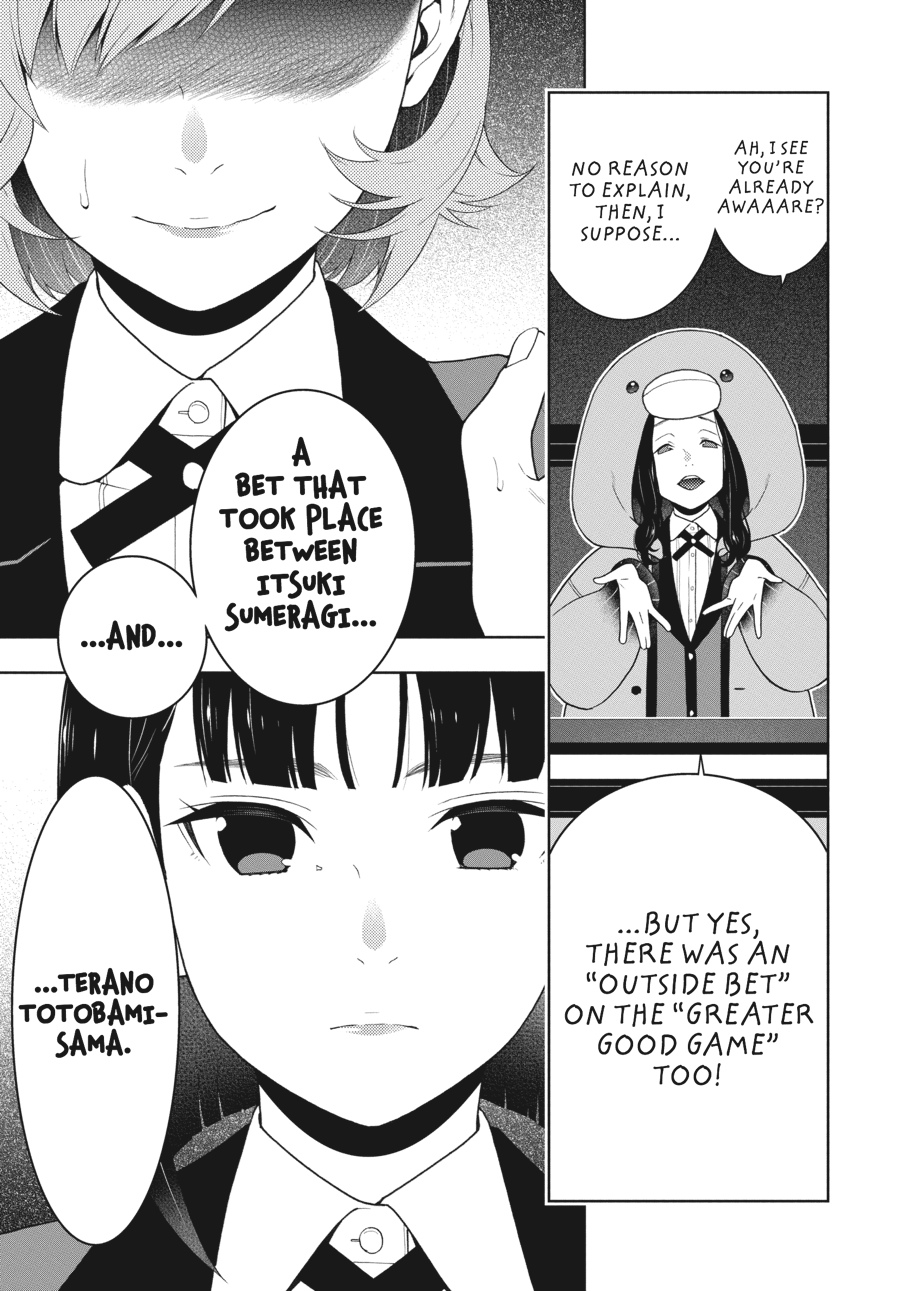 AH, I SEE
YOU'RE
ALREADY
AWAAARE?
NO REASON
TO EXPLAIN,
THEN, I
SUPPOSE...
...BUT YES,
THERE WAS AN
"OUTSIDE BET"
ON THE "GREATER
GOOD GAME"
TOO!
A
BET THAT
TOOK PLACE
BETWEEN
ITSUKI
SUMERAGI...
...AND...
...TERANO
TOTOBAMI-
SAMA.